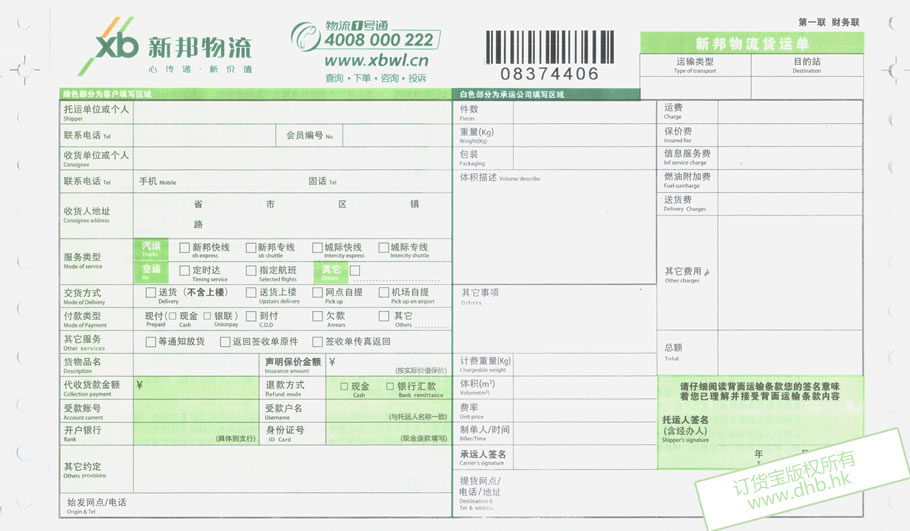 xb 新邦物流
心传递·新价值
物流1号通
4008 000 222
www.xbwl.cn
查询·下单·咨询·投诉
08374406
第一联 财务联
新邦物流货运单
运输类型 目的站
Type of transport Destination
绿色部分为客户填写区域
白色部分为承运公司填写区域
托运单位或个人
Shipper
联系电话 Tel 会员编号 No.
收货单位或个人
Consignee
联系电话 Tel 手机 Mobile 固话 Tel
收货人地址
Consignee address
省 市 区 镇
路
服务类型
Mode of service
汽运
Trucks
新邦快线 新邦专线 城际快线 城际专线
xb express xb shuttle Intercity express Intercity shuttle
空运
Air
定时达 指定航班 其它
Timing service Selected flights Others
交货方式
Mode of Delivery
送货 (不含上楼) 送货上楼 网点自提 机场自提
Delivery Upstairs delivery Pick up Pick up on airport
付款类型
Mode of Payment
现付( 现金 银联) 到付 欠款 其它
Prepaid Cash Unionpay C.O.D Arrears Others
其它服务
Other services
等通知放货 返回签收单原件 签收单传真返回
货物品名
Description
声明保价金额 ¥
Insurance amount
(按实际价值保价)
代收货款金额 ¥
Collection payment
退款方式
Refund mode
现金 银行汇款
Cash Bank remittance
受款账号
Account current
受款户名
Username
(与托运人名称一致)
开户银行
Bank
(具体到支行)
身份证号
ID Card
(现金退款填写)
其它约定
Others provisions
始发网点/电话
Origin & Tel
件数
Pieces
重量(Kg)
Weight(Kg)
包装
Packaging
体积描述 Volume describe
其它事项
Others
计费重量(Kg)
Chargeable weight
体积(m³)
Volume(m³)
费率
Unit price
制单人/时间
Biller/Time
承运人签名
Carrier's signature
提货网点/
电话/地址
Destination &
Tel & address
运费
Charge
保价费
Insured fee
信息服务费
Inf service charge
燃油附加费
Fuel surcharge
送货费
Delivery Charges
其它费用
Other charges
总额
Total
请仔细阅读背面运输条款您的签名意味
着您已理解并接受背面运输条款内容
托运人签名
(含经办人)
Shipper's signature
年
订货宝版权所有
www.dhb.hk